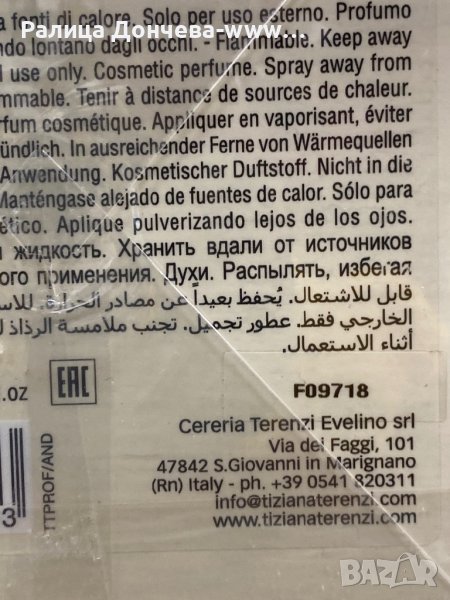 a fonti di calore. Solo per uso esterno. Profumo
Ралица Дончева-www...
ndo lontano dagli occhi. - Flammable. Keep away
l use only. Cosmetic perfume. Spray away from
ammable. Tenir à distance de sources de chaleur.
rfum cosmétique. Appliquer en vaporisant, éviter
ündlich. In ausreichender Ferne von Wärmequellen
Anwendung. Kosmetischer Duftstoff. Nicht in die
Manténgase alejado de fuentes de calor. Sólo para
ético. Aplique pulverizando lejos de los ojos.
жидкость. Хранить вдали от источников
ого применения. Духи. Распылять, избегая
قابل للاشتعال. يُحفظ بعيداً عن مصادر الحرارة. للاس
الخارجي فقط. عطور تجميل. تجنب ملامسة الرذاذ ل
أثناء الاستعمال.
.oz
EAC
F09718
Cereria Terenzi Evelino srl
Via dei Faggi, 101
47842 S.Giovanni in Marignano
(Rn) Italy - ph. +39 0541 820311
info@tizianaterenzi.com
www.tizianaterenzi.com
TTPROF/AND
3
BAZAR